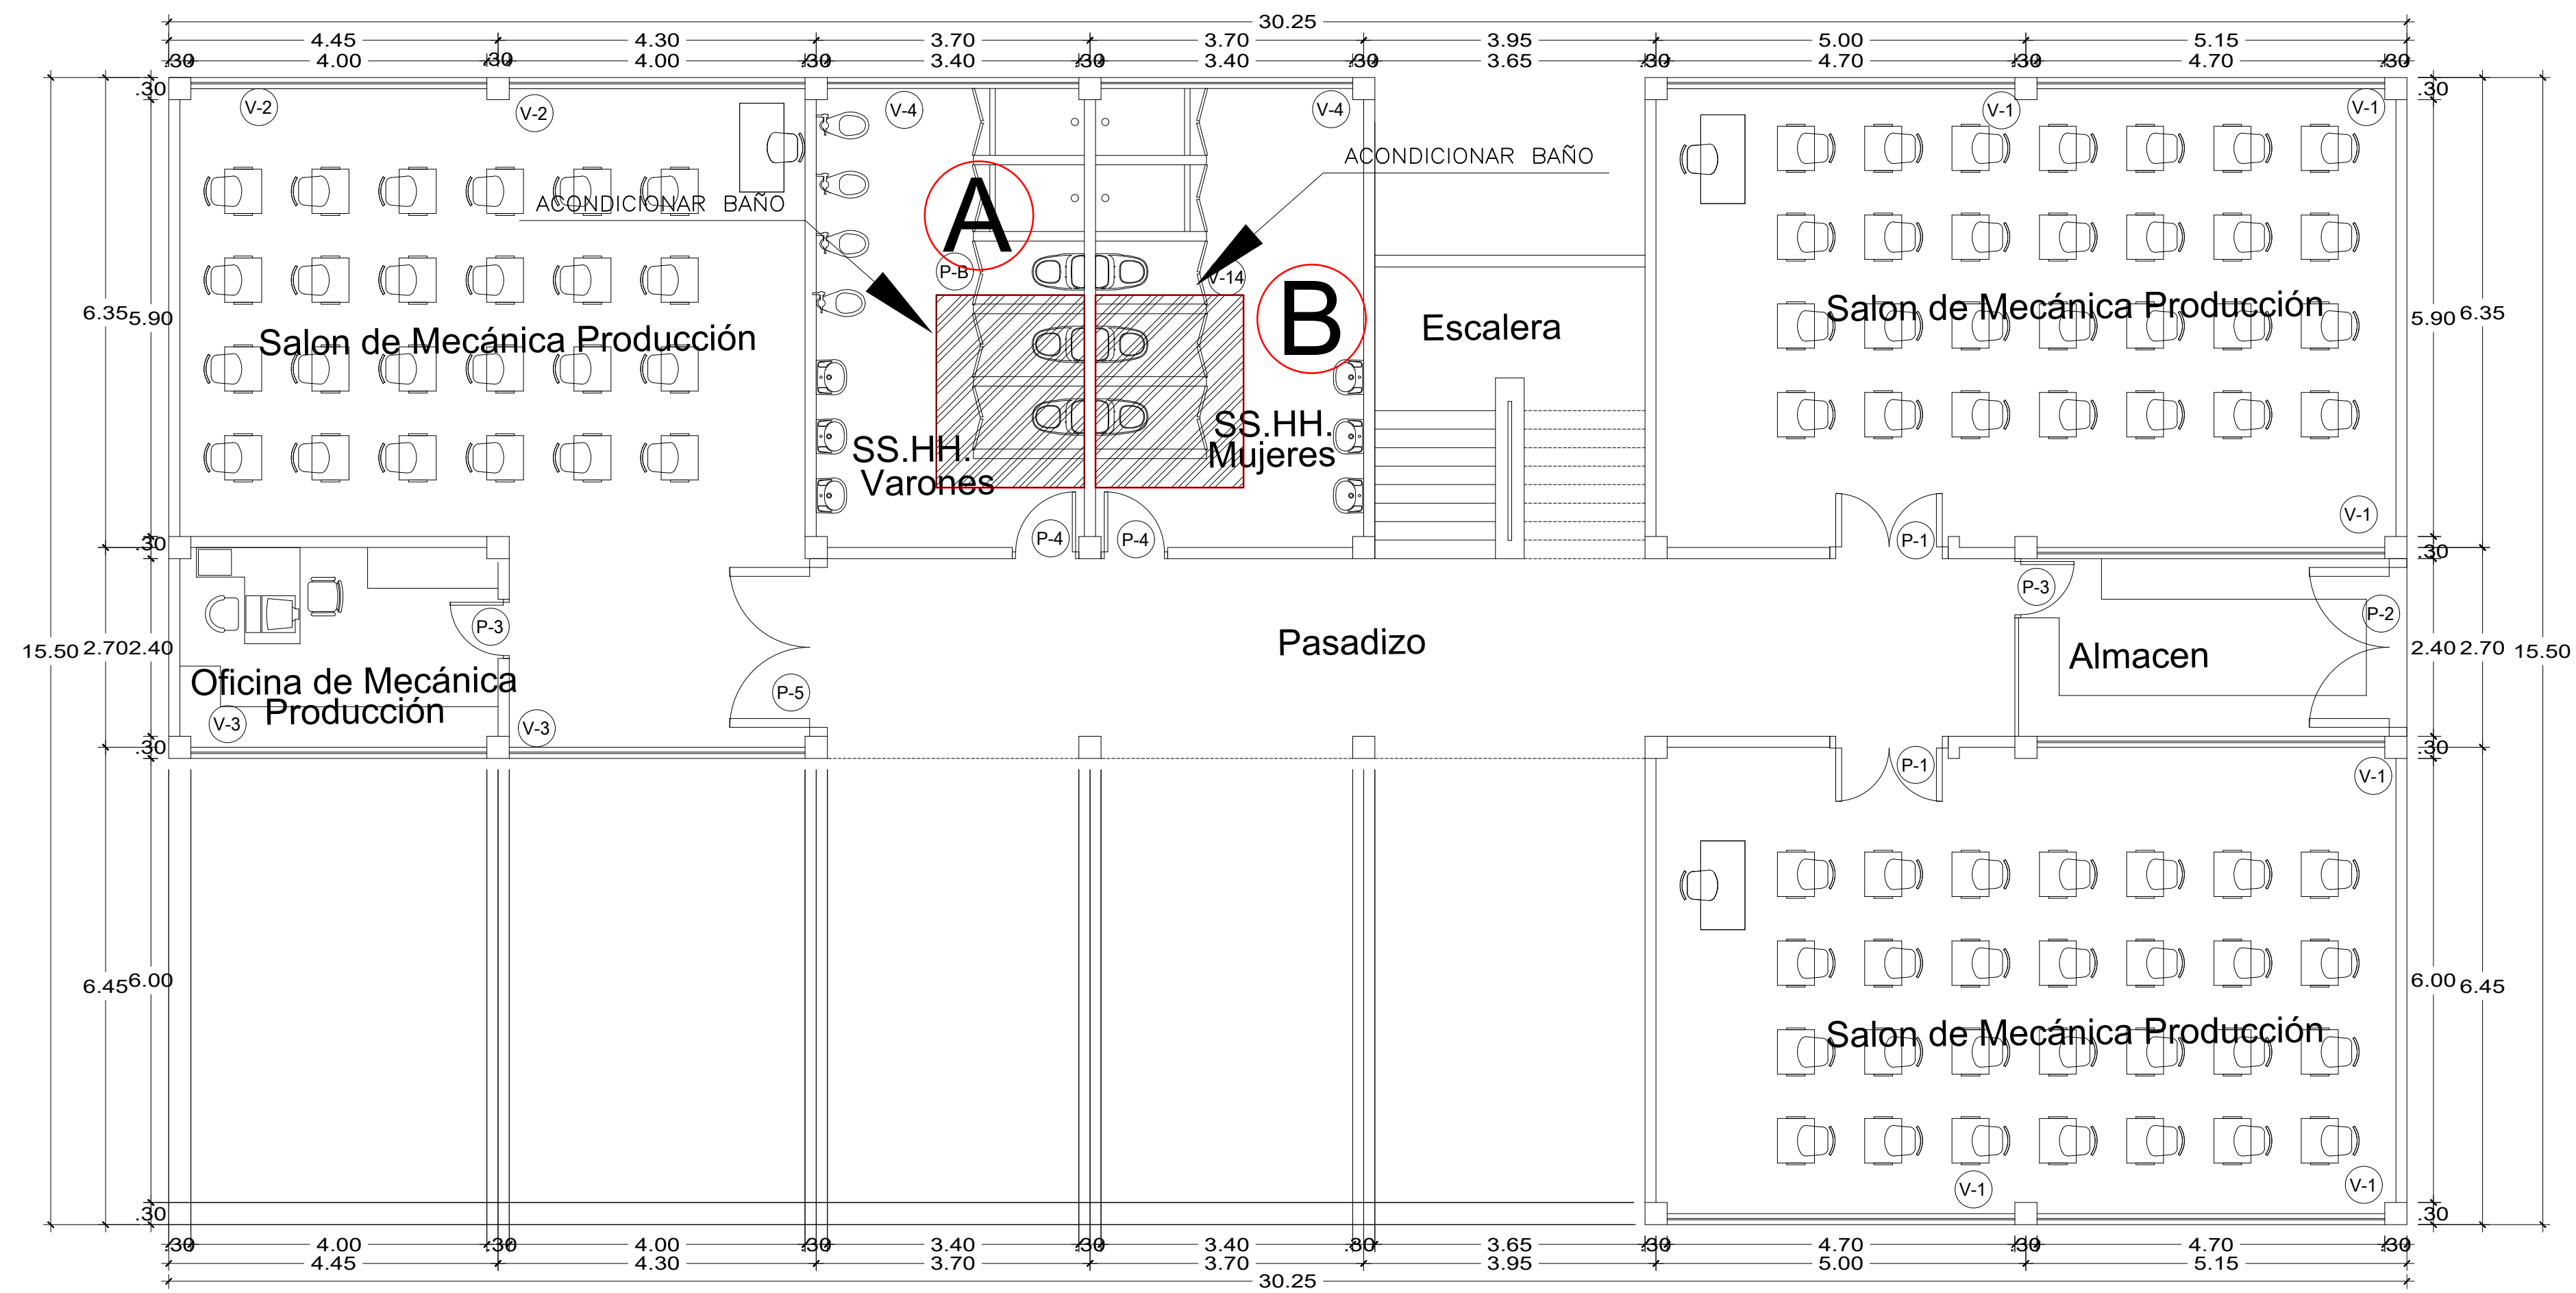 30.25
4.45 4.30 3.70 3.70 3.95 5.00 5.15
.30 4.00 .30 4.00 .30 3.40 .30 3.40 .30 3.65 .30 4.70 .30 4.70 .30
.30 .30
V-2 V-2 V-4 V-4 V-1 V-1
ACONDICIONAR BAÑO
ACONDICIONAR BAÑO
A
P-B V-14
B
6.35 5.90 5.90 6.35
Salon de Mecánica Producción
Escalera
Salon de Mecánica Producción
SS.HH.
Varones
SS.HH.
Mujeres
V-1
P-4 P-4 P-1
.30 .30
P-3 P-3 P-2
15.50 2.70 2.40 2.40 2.70 15.50
Pasadizo
Almacen
Oficina de Mecánica
Producción
P-5
V-3 V-3
.30 .30
P-1 V-1
6.45 6.00 6.00 6.45
Salon de Mecánica Producción
V-1 V-1
.30 .30
.30 4.00 .30 4.00 .30 3.40 .30 3.40 .80 3.65 .30 4.70 .30 4.70 .30
4.45 4.30 3.70 3.70 3.95 5.00 5.15
30.25